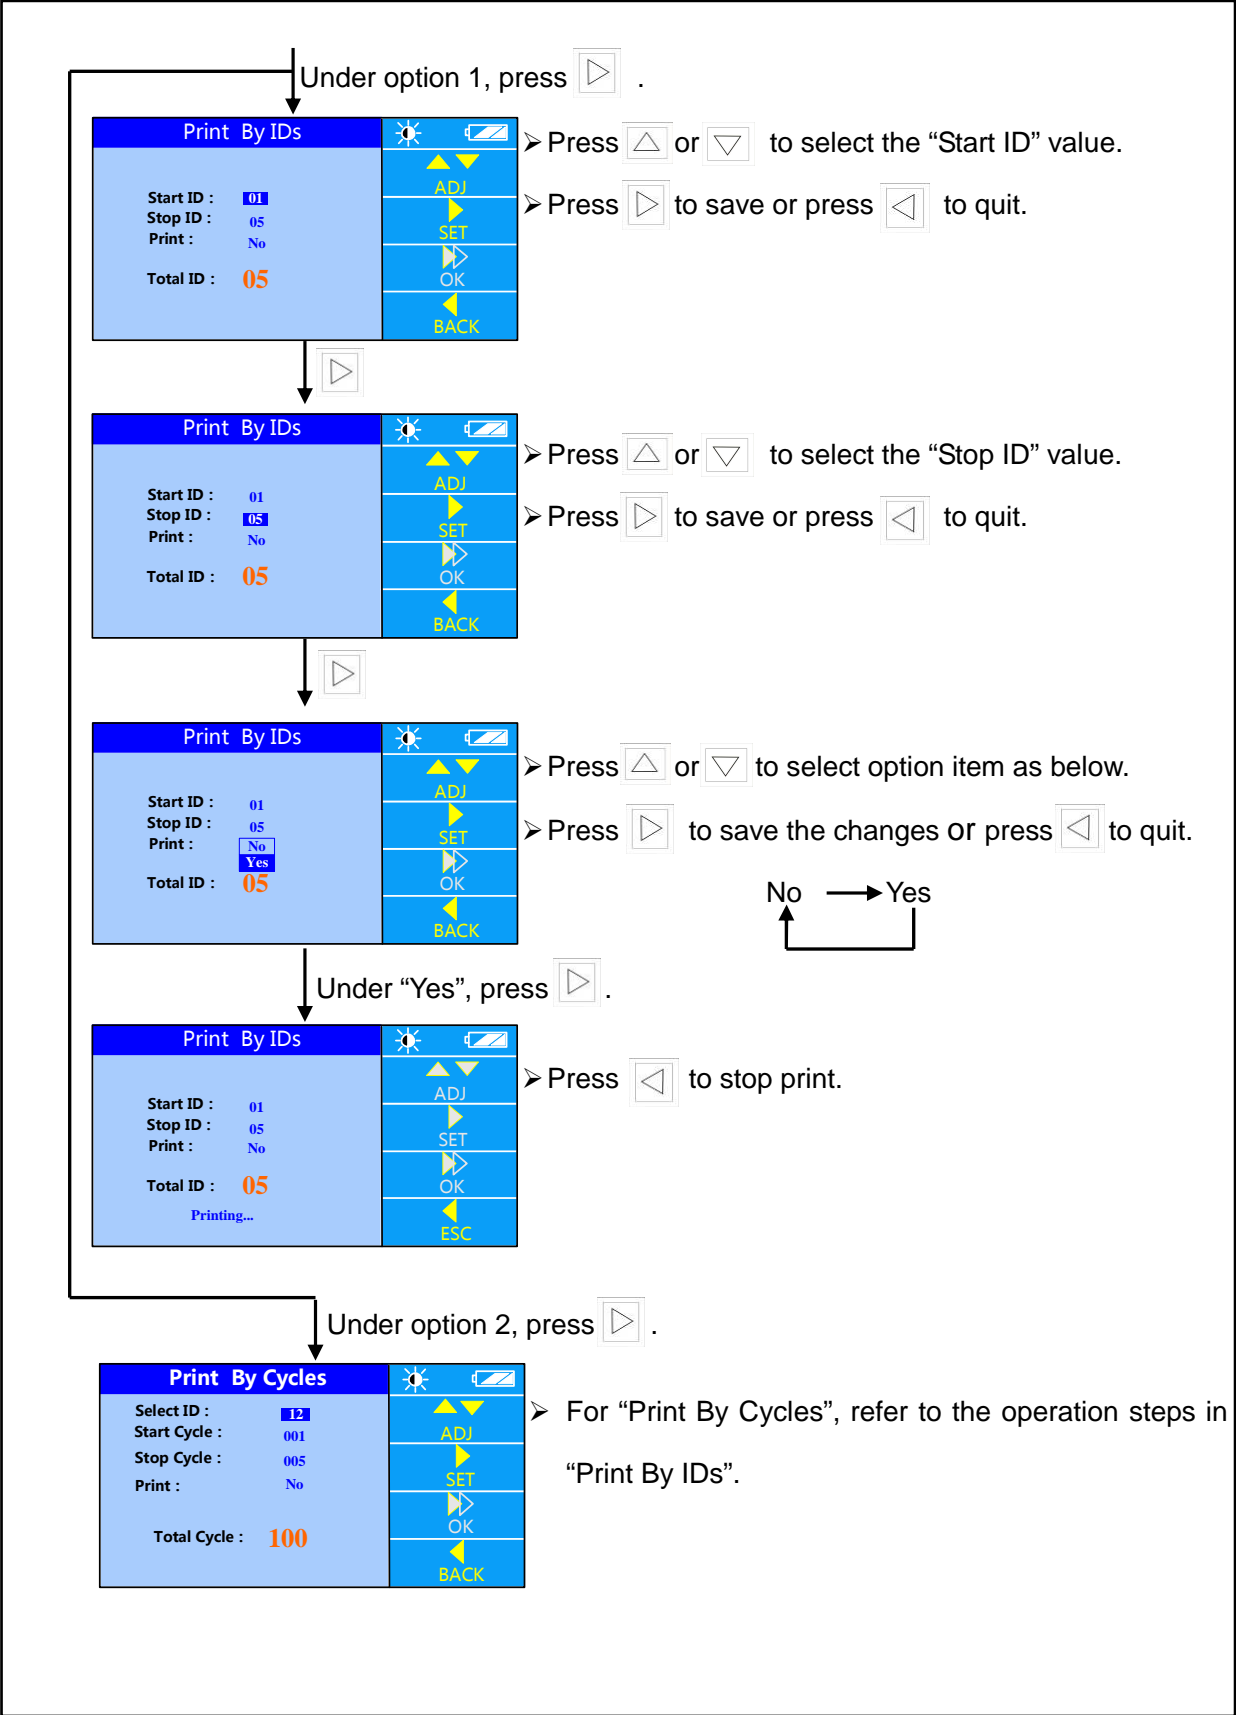 Under option 1, press .
Print By IDs
Start ID : 01
Stop ID : 05
Print : No
Total ID : 05
ADJ
SET
OK
BACK
➢ Press or to select the “Start ID” value.
➢ Press to save or press to quit.
Print By IDs
Start ID : 01
Stop ID : 05
Print : No
Total ID : 05
ADJ
SET
OK
BACK
➢ Press or to select the “Stop ID” value.
➢ Press to save or press to quit.
Print By IDs
Start ID : 01
Stop ID : 05
Print : No
Yes
Total ID : 05
ADJ
SET
OK
BACK
➢ Press or to select option item as below.
➢ Press to save the changes or press to quit.
No Yes
Under “Yes”, press .
Print By IDs
Start ID : 01
Stop ID : 05
Print : No
Total ID : 05
Printing...
ADJ
SET
OK
ESC
➢ Press to stop print.
Under option 2, press .
Print By Cycles
Select ID : 12
Start Cycle : 001
Stop Cycle : 005
Print : No
Total Cycle : 100
ADJ
SET
OK
BACK
➢ For “Print By Cycles”, refer to the operation steps in
“Print By IDs”.